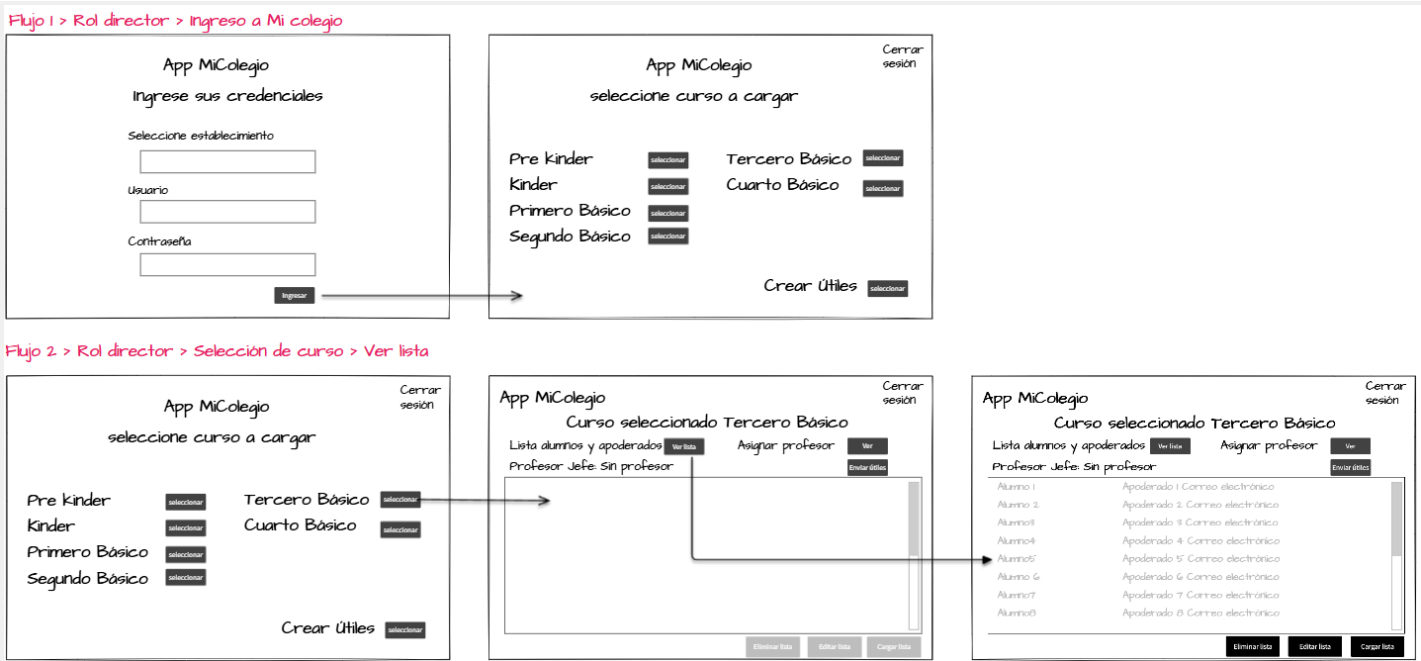 Flujo 1 > Rol director > Ingreso a Mi colegio
App MiColegio
Ingrese sus credenciales
Seleccione establecimiento
Usuario
Contraseña
Ingresar
Cerrar sesión
App MiColegio
seleccione curso a cargar
Pre kinder seleccionar Tercero Básico seleccionar
Kinder seleccionar Cuarto Básico seleccionar
Primero Básico seleccionar
Segundo Básico seleccionar
Crear Útiles seleccionar
Flujo 2 > Rol director > Selección de curso > Ver lista
Cerrar sesión
App MiColegio
seleccione curso a cargar
Pre kinder seleccionar Tercero Básico seleccionar
Kinder seleccionar Cuarto Básico seleccionar
Primero Básico seleccionar
Segundo Básico seleccionar
Crear Útiles seleccionar
Cerrar sesión
App MiColegio
Curso seleccionado Tercero Básico
Lista alumnos y apoderados Ver lista Asignar profesor Ver
Profesor Jefe: Sin profesor Enviar útiles
Eliminar lista Editar lista Cargar lista
Cerrar sesión
App MiColegio
Curso seleccionado Tercero Básico
Lista alumnos y apoderados Ver lista Asignar profesor Ver
Profesor Jefe: Sin profesor Enviar útiles
Alumno 1 Apoderado 1 Correo electrónico
Alumno 2 Apoderado 2 Correo electrónico
Alumno3 Apoderado 3 Correo electrónico
Alumno4 Apoderado 4 Correo electrónico
Alumno5 Apoderado 5 Correo electrónico
Alumno 6 Apoderado 6 Correo electrónico
Alumno7 Apoderado 7 Correo electrónico
Alumno8 Apoderado 8 Correo electrónico
Eliminar lista Editar lista Cargar lista